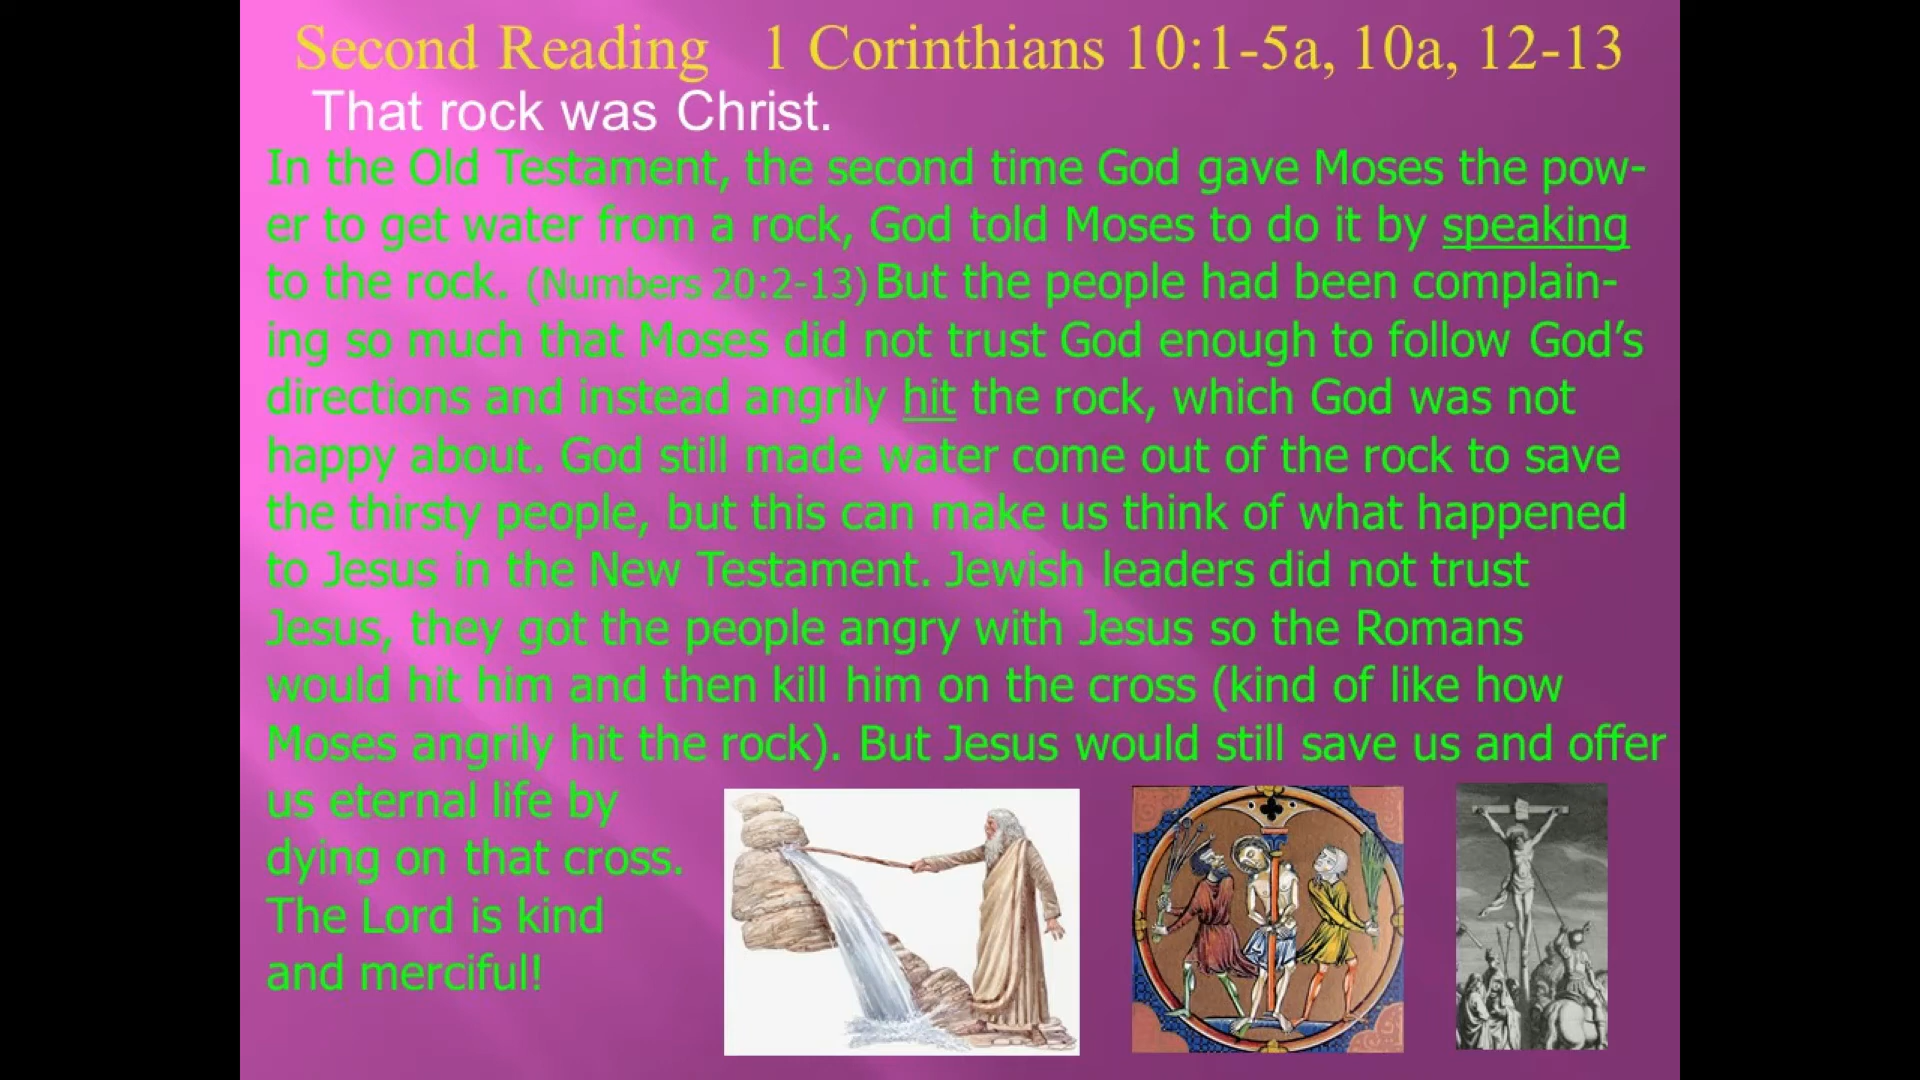 Second Reading 1 Corinthians 10:1-5a, 10a, 12-13
That rock was Christ.
In the Old Testament, the second time God gave Moses the pow-
er to get water from a rock, God told Moses to do it by speaking
to the rock. (Numbers 20:2-13) But the people had been complain-
ing so much that Moses did not trust God enough to follow God’s
directions and instead angrily hit the rock, which God was not
happy about. God still made water come out of the rock to save
the thirsty people, but this can make us think of what happened
to Jesus in the New Testament. Jewish leaders did not trust
Jesus, they got the people angry with Jesus so the Romans
would hit him and then kill him on the cross (kind of like how
Moses angrily hit the rock). But Jesus would still save us and offer
us eternal life by
dying on that cross.
The Lord is kind
and merciful!